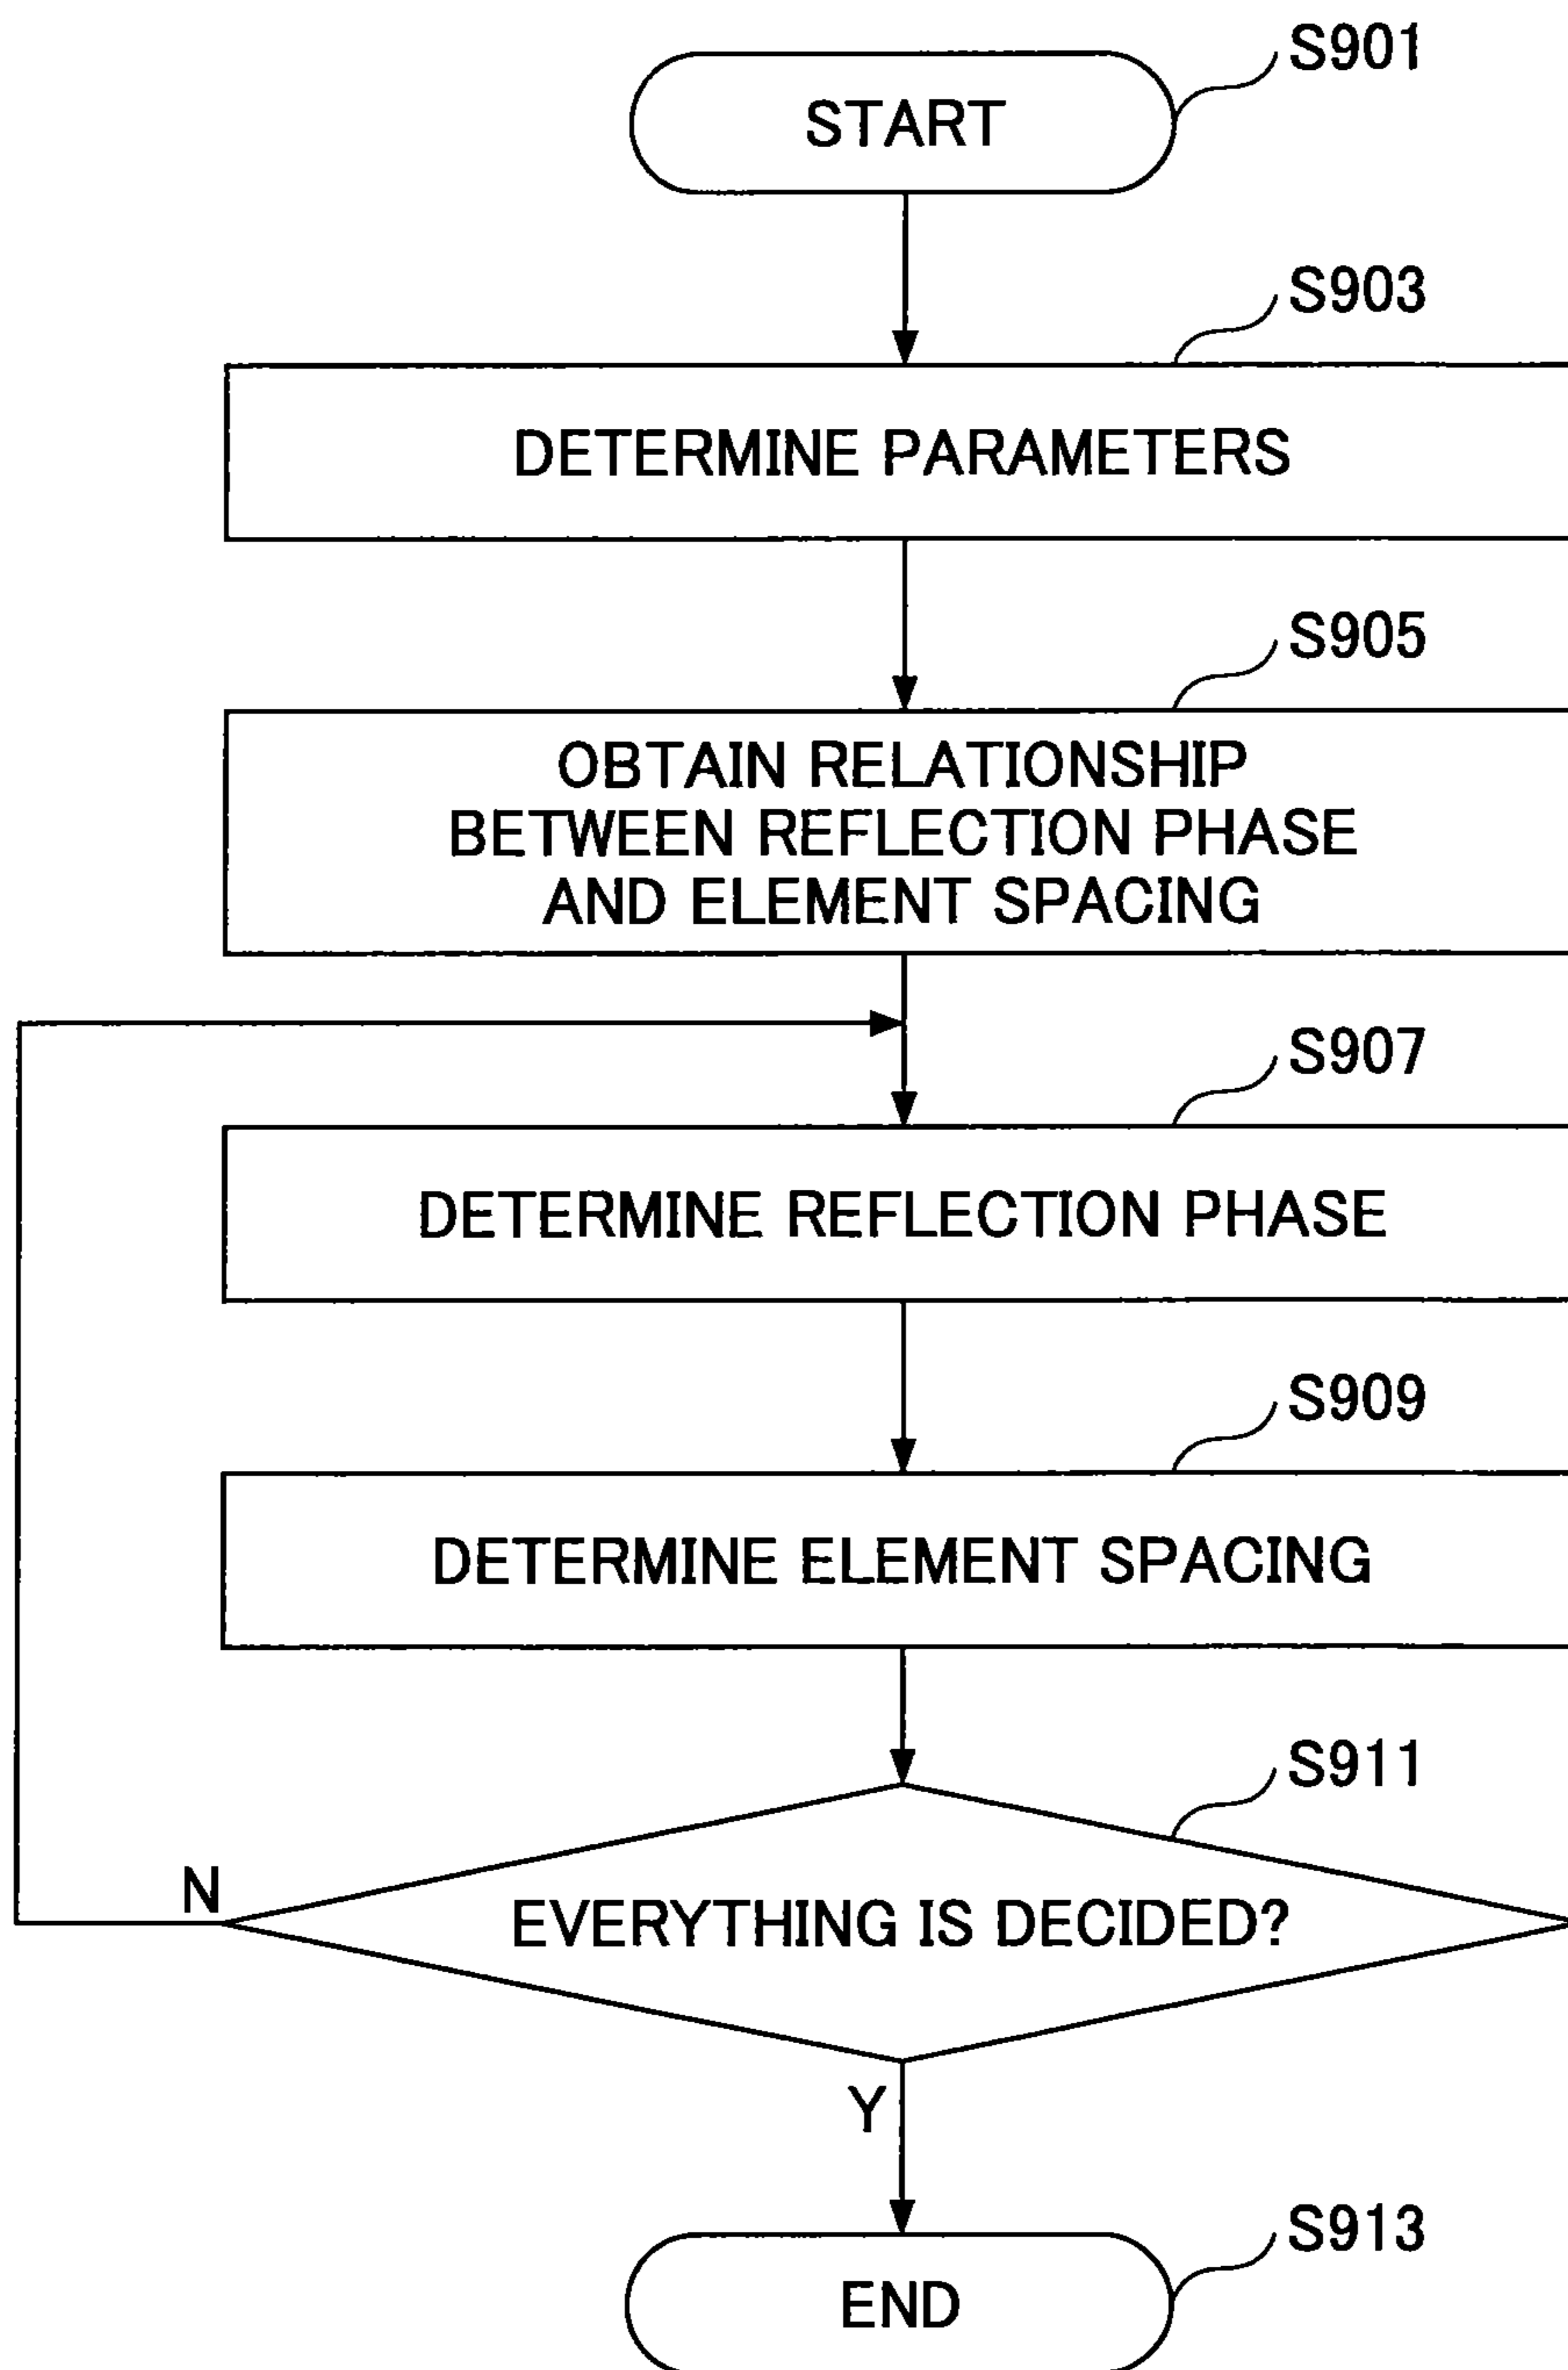 S901
START
S903
DETERMINE PARAMETERS
S905
OBTAIN RELATIONSHIP
BETWEEN REFLECTION PHASE
AND ELEMENT SPACING
S907
DETERMINE REFLECTION PHASE
S909
DETERMINE ELEMENT SPACING
S911
N
EVERYTHING IS DECIDED?
Y
S913
END